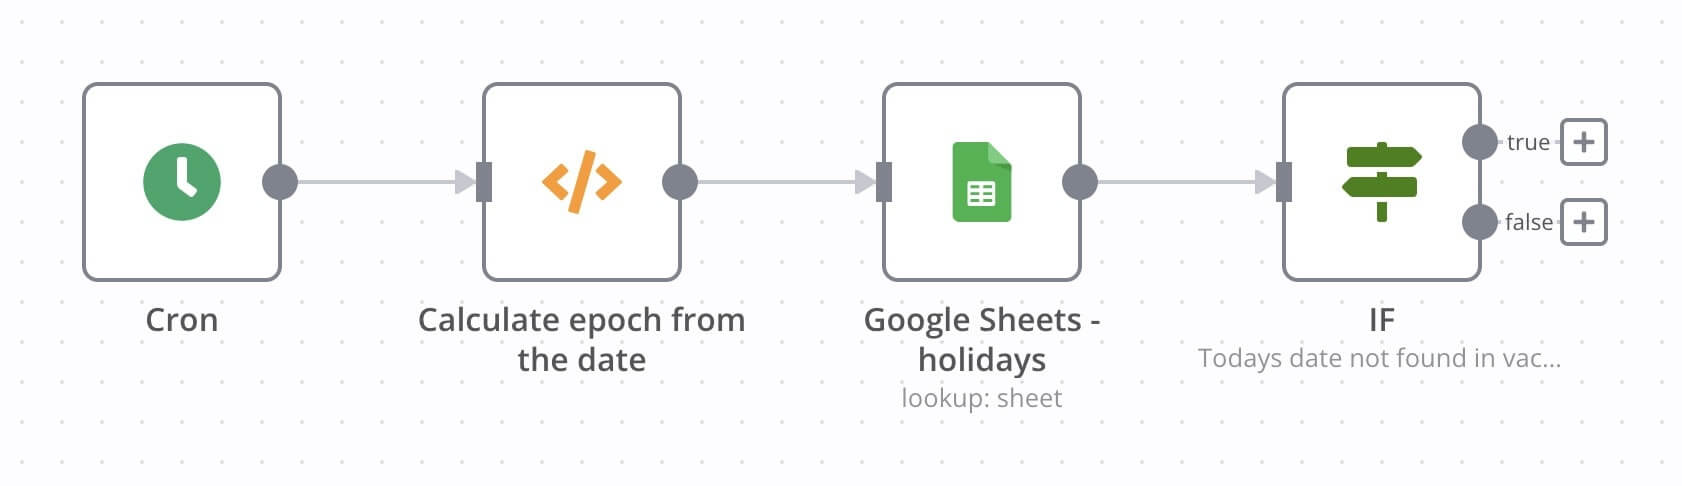 true
false
Cron
Calculate epoch from
the date
Google Sheets -
holidays
lookup: sheet
IF
Todays date not found in vac...